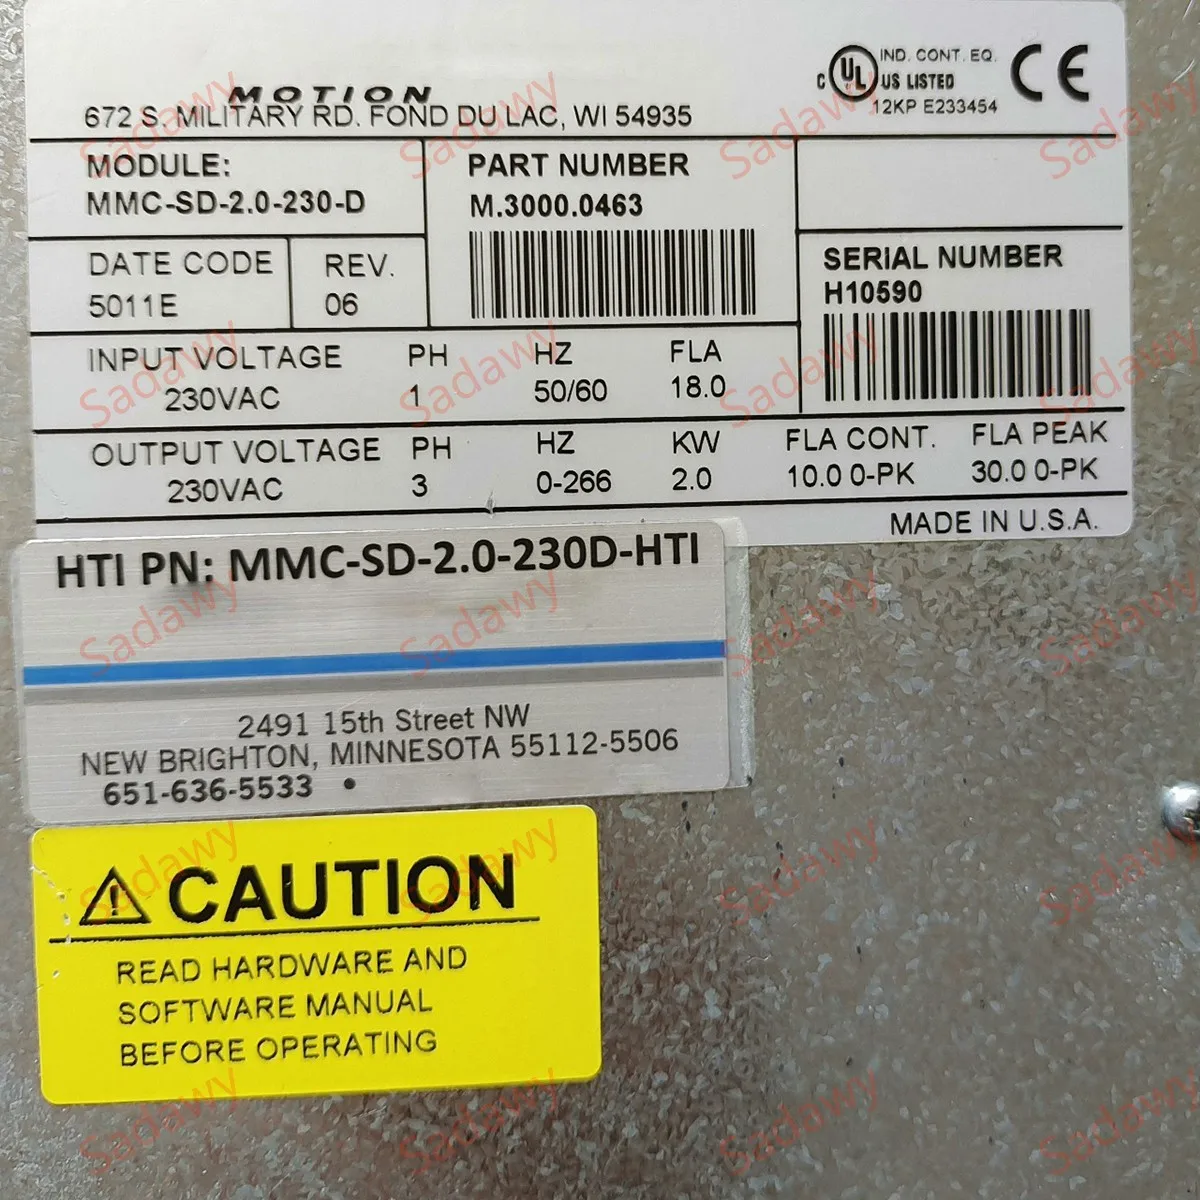 MOTION
672 S. MILITARY RD. FOND DU LAC, WI 54935
C UL US LISTED
IND. CONT. EQ.
12KP E233454
CE
MODULE:
MMC-SD-2.0-230-D
PART NUMBER
M.3000.0463
DATE CODE
5011E
REV.
06
SERIAL NUMBER
H10590
INPUT VOLTAGE PH HZ FLA
230VAC 1 50/60 18.0
OUTPUT VOLTAGE PH HZ KW FLA CONT. FLA PEAK
230VAC 3 0-266 2.0 10.0 0-PK 30.0 0-PK
MADE IN U.S.A.
HTI PN: MMC-SD-2.0-230D-HTI
2491 15th Street NW
NEW BRIGHTON, MINNESOTA 55112-5506
651-636-5533 •
CAUTION
READ HARDWARE AND
SOFTWARE MANUAL
BEFORE OPERATING
Sadawy